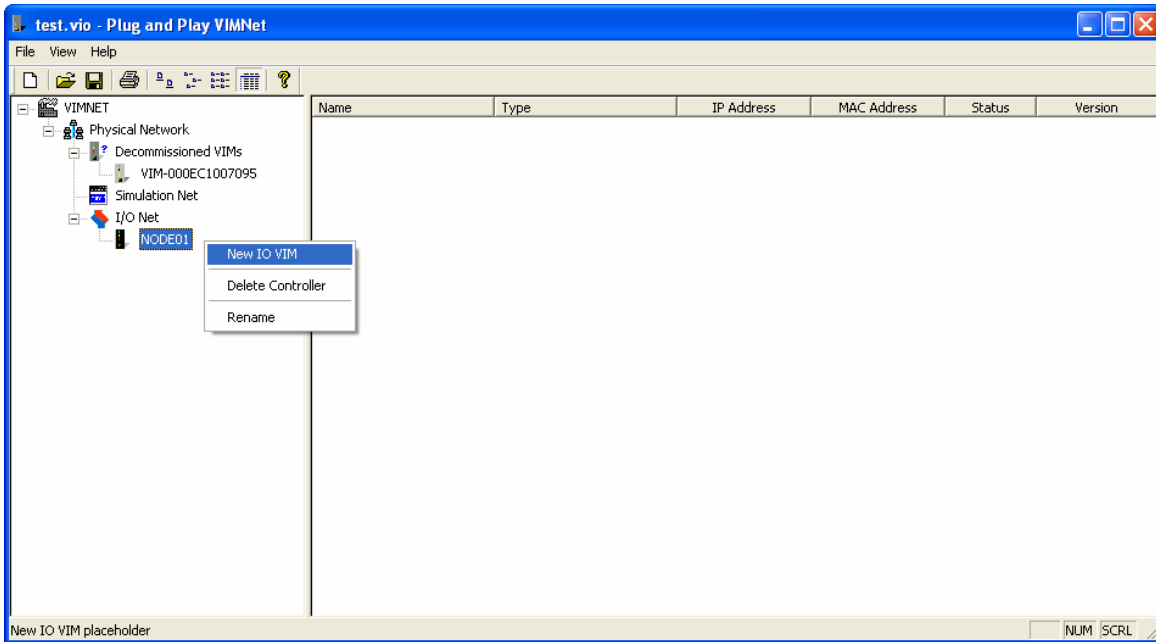 test.vio - Plug and Play VIMNet
File View Help
VIMNET
Name Type IP Address MAC Address Status Version
Physical Network
Decommissioned VIMs
VIM-000EC1007095
Simulation Net
I/O Net
NODE01
New IO VIM
Delete Controller
Rename
New IO VIM placeholder
NUM SCRL